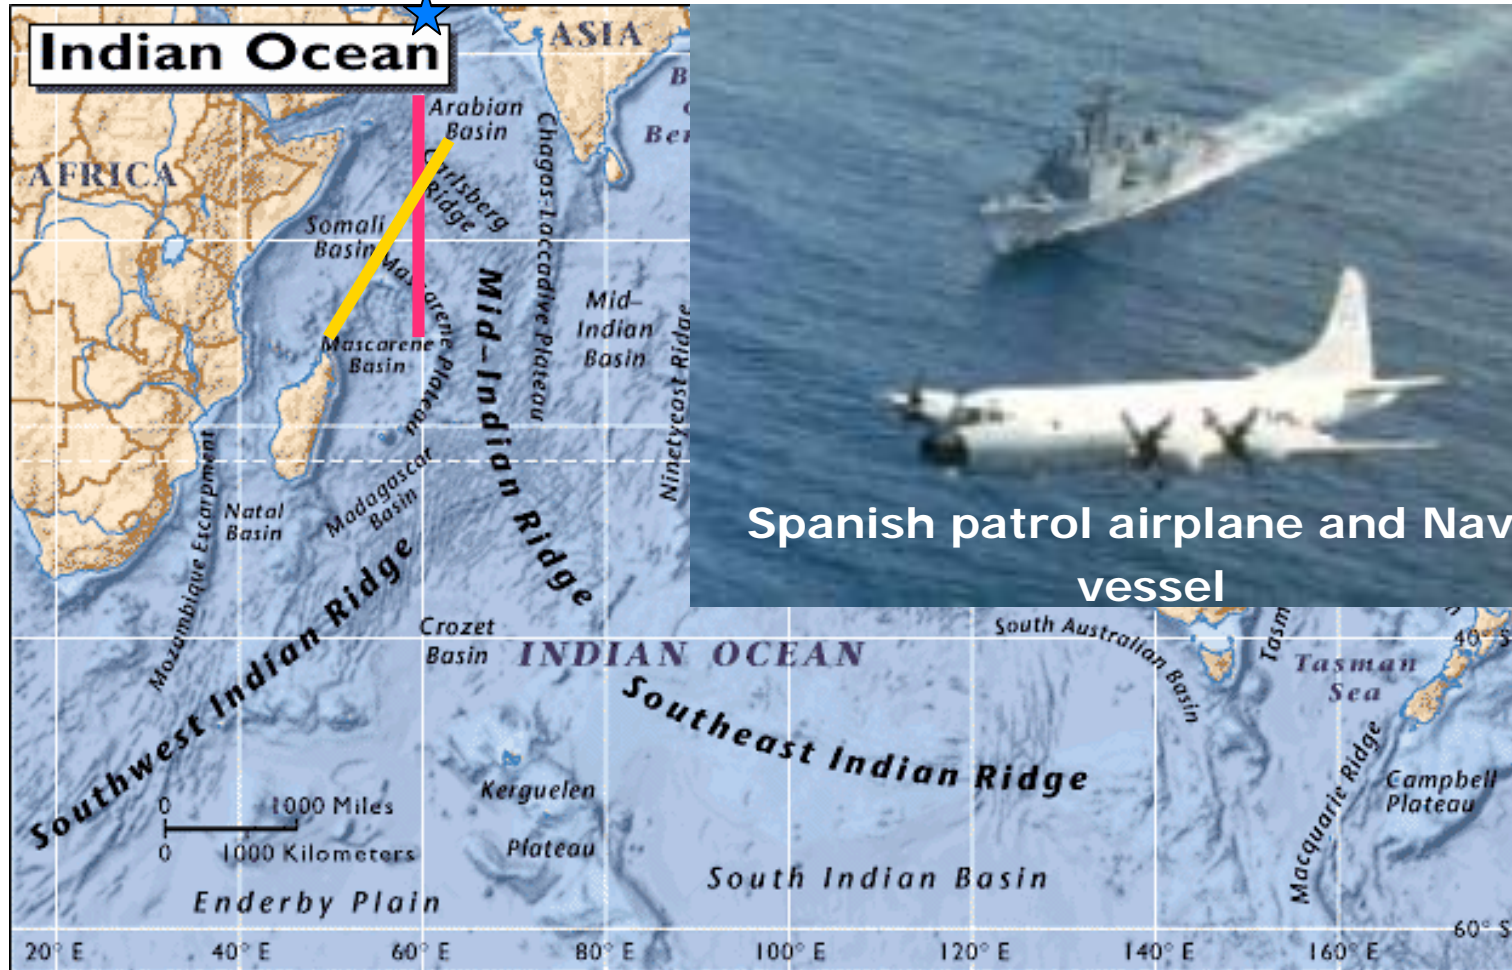 Indian Ocean
ASIA
B
Ben
Arabian
Basin
AFRICA
Carlsberg
Ridge
Chagas-Laccadive Plateau
Somali
Basin
Mascarene Plateau
Mid-Indian Ridge
Mid-
Indian
Basin
Mascarene
Basin
Ninetyeast Ridge
Madagascar
Basin
Natal
Basin
Mozambique Escarpment
Southwest Indian Ridge
Spanish patrol airplane and Nav
vessel
Crozet
Basin
INDIAN OCEAN
South Australian Basin
Tasm
40° S
Tasman
Sea
Southeast Indian Ridge
Macquarie Ridge
Campbell
Plateau
Kerguelen
Plateau
0 1000 Miles
0 1000 Kilometers
Enderby Plain
South Indian Basin
60° S
20° E 40° E 60° E 80° E 100° E 120° E 140° E 160° E